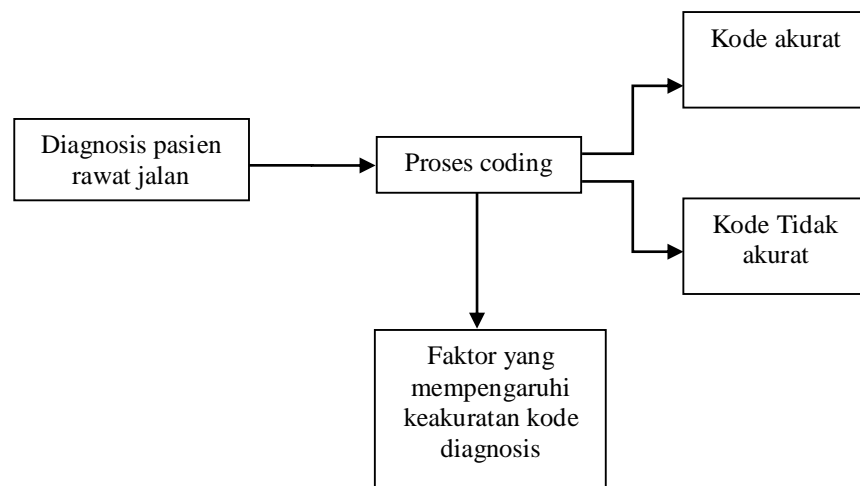 Kode akurat
Diagnosis pasien
rawat jalan
Proses coding
Kode Tidak
akurat
Faktor yang
mempengaruhi
keakuratan kode
diagnosis